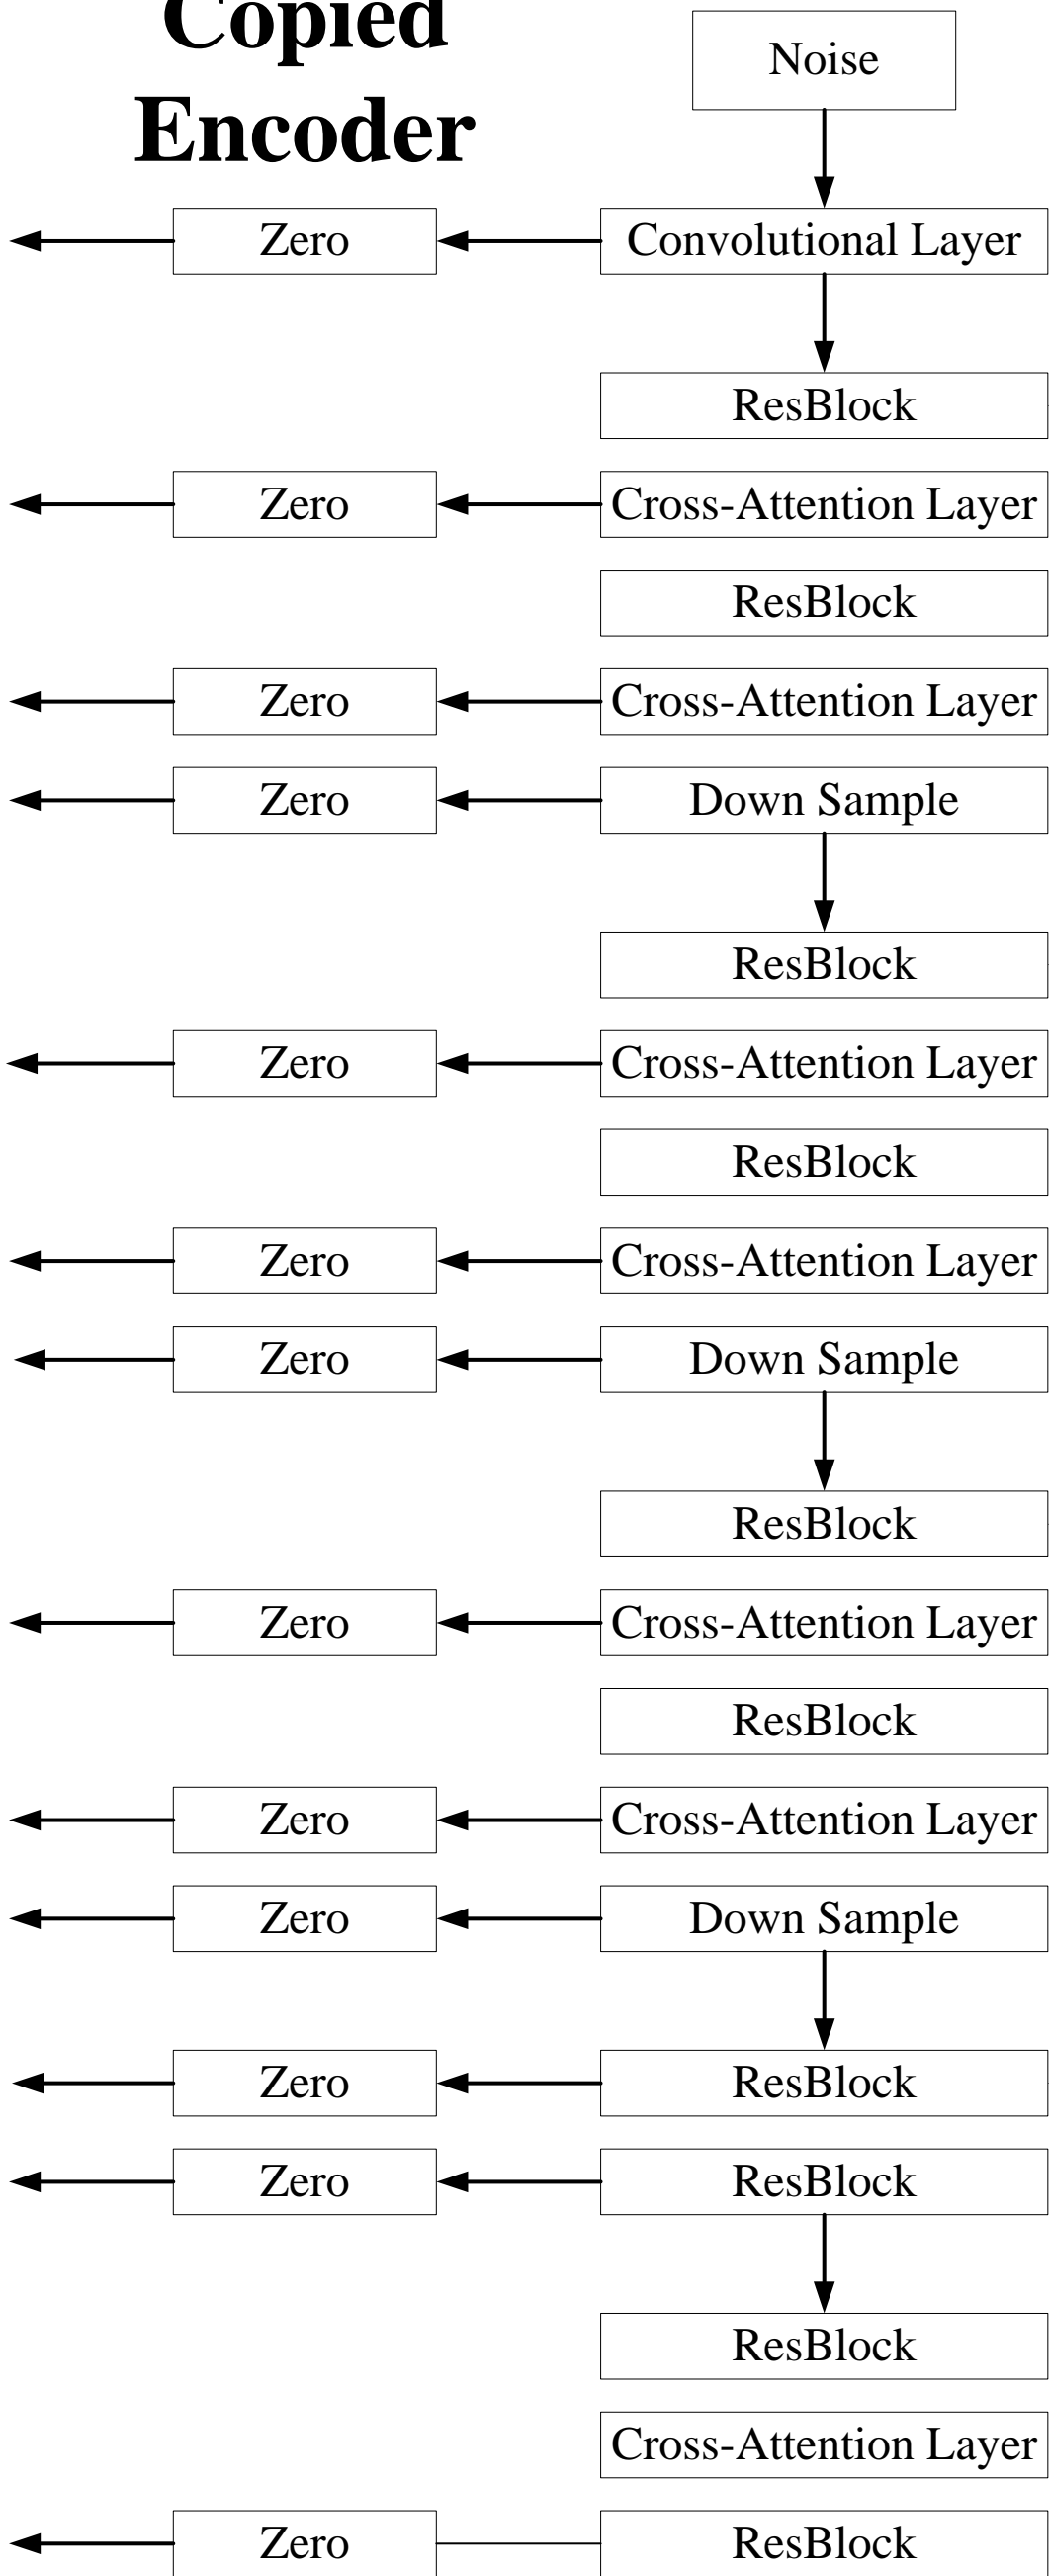 Copied
Encoder
Noise
Zero
Convolutional Layer
ResBlock
Zero
Cross-Attention Layer
ResBlock
Zero
Cross-Attention Layer
Zero
Down Sample
ResBlock
Zero
Cross-Attention Layer
ResBlock
Zero
Cross-Attention Layer
Zero
Down Sample
ResBlock
Zero
Cross-Attention Layer
ResBlock
Zero
Cross-Attention Layer
Zero
Down Sample
Zero
ResBlock
Zero
ResBlock
ResBlock
Cross-Attention Layer
Zero
ResBlock